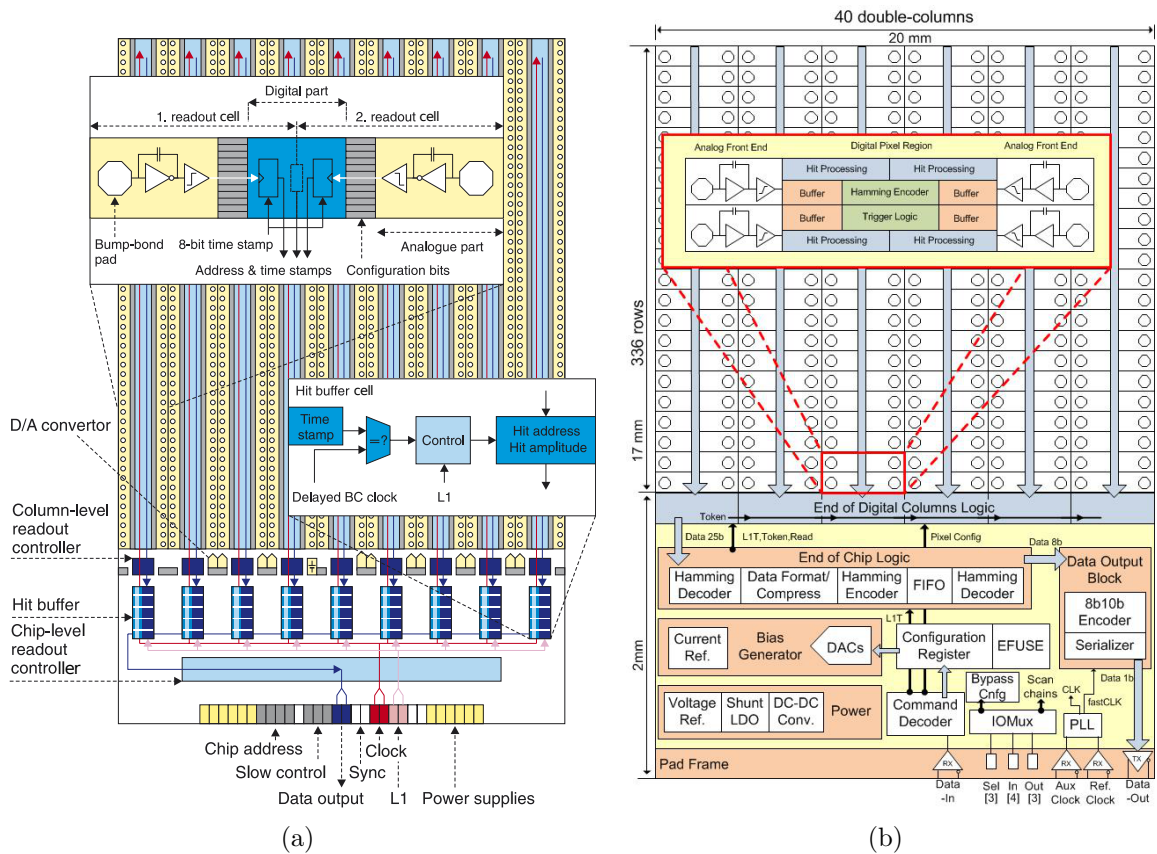 Digital part
1. readout cell
2. readout cell
Bump-bond
pad
8-bit time stamp
Analogue part
Address & time stamps
Configuration bits
Hit buffer cell
Time
stamp
=?
Control
Hit address
Hit amplitude
Delayed BC clock
L1
D/A convertor
Column-level
readout
controller
Hit buffer
Chip-level
readout
controller
Chip address
Slow control
Data output
Sync
Clock
L1
Power supplies
(a)
40 double-columns
20 mm
336 rows
17 mm
2mm
Analog Front End
Digital Pixel Region
Analog Front End
Hit Processing
Hit Processing
Buffer
Hamming Encoder
Buffer
Buffer
Trigger Logic
Buffer
Hit Processing
Hit Processing
End of Digital Columns Logic
Token
Data 25b
L1T,Token,Read
Pixel Config
Data 8b
End of Chip Logic
Hamming
Decoder
Data Format/
Compress
Hamming
Encoder
FIFO
Hamming
Decoder
Data Output
Block
8b10b
Encoder
Serializer
L1T
Current
Ref.
Bias
Generator
DACs
Configuration
Register
EFUSE
Voltage
Ref.
Shunt
LDO
DC-DC
Conv.
Power
Command
Decoder
Bypass
Cnfg
Scan
chains
IOMux
CLK
Data 1b
fastCLK
PLL
Pad Frame
RX
RX
RX
TX
Data
-In
Sel
[3]
In
[4]
Out
[3]
Aux
Clock
Ref.
Clock
Data
-Out
(b)